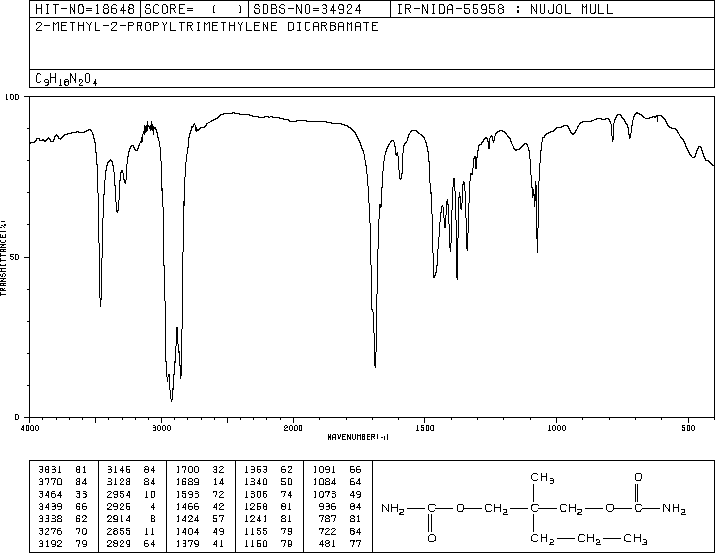 HIT-NO=18648 SCORE= ( ) SDBS-NO=34924 IR-NIDA-55958 : NUJOL MULL
2-METHYL-2-PROPYLTRIMETHYLENE DICARBAMATE
C9H18N2O4
100
TRANSMITTANCE(%)
50
0
4000 3000 2000 1500 1000 500
WAVENUMBER(-1)
3831 81 3146 84 1700 32 1363 62 1091 66
3770 84 3128 84 1689 14 1340 50 1084 64
3464 33 2954 10 1593 72 1306 74 1073 49
3439 66 2926 4 1466 42 1258 81 936 84
3338 62 2914 8 1424 57 1241 81 787 81
3276 70 2855 11 1404 49 1155 79 722 84
3192 79 2829 64 1379 41 1150 79 481 77
CH3 O
NH2 C O CH2 C CH2 O C NH2
O CH2 CH2 CH3